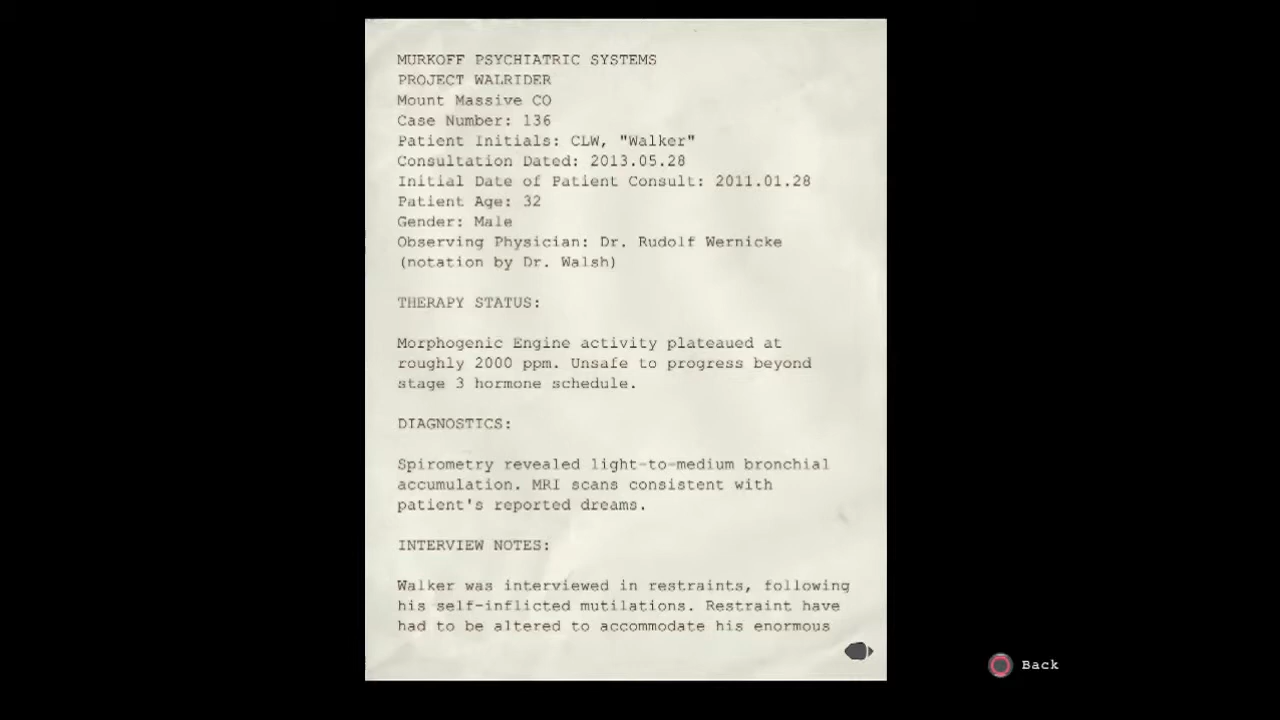 MURKOFF PSYCHIATRIC SYSTEMS
PROJECT WALRIDER
Mount Massive CO
Case Number: 136
Patient Initials: CLW, "Walker"
Consultation Dated: 2013.05.28
Initial Date of Patient Consult: 2011.01.28
Patient Age: 32
Gender: Male
Observing Physician: Dr. Rudolf Wernicke
(notation by Dr. Walsh)
THERAPY STATUS:
Morphogenic Engine activity plateaued at
roughly 2000 ppm. Unsafe to progress beyond
stage 3 hormone schedule.
DIAGNOSTICS:
Spirometry revealed light-to-medium bronchial
accumulation. MRI scans consistent with
patient's reported dreams.
INTERVIEW NOTES:
Walker was interviewed in restraints, following
his self-inflicted mutilations. Restraint have
had to be altered to accommodate his enormous
Back